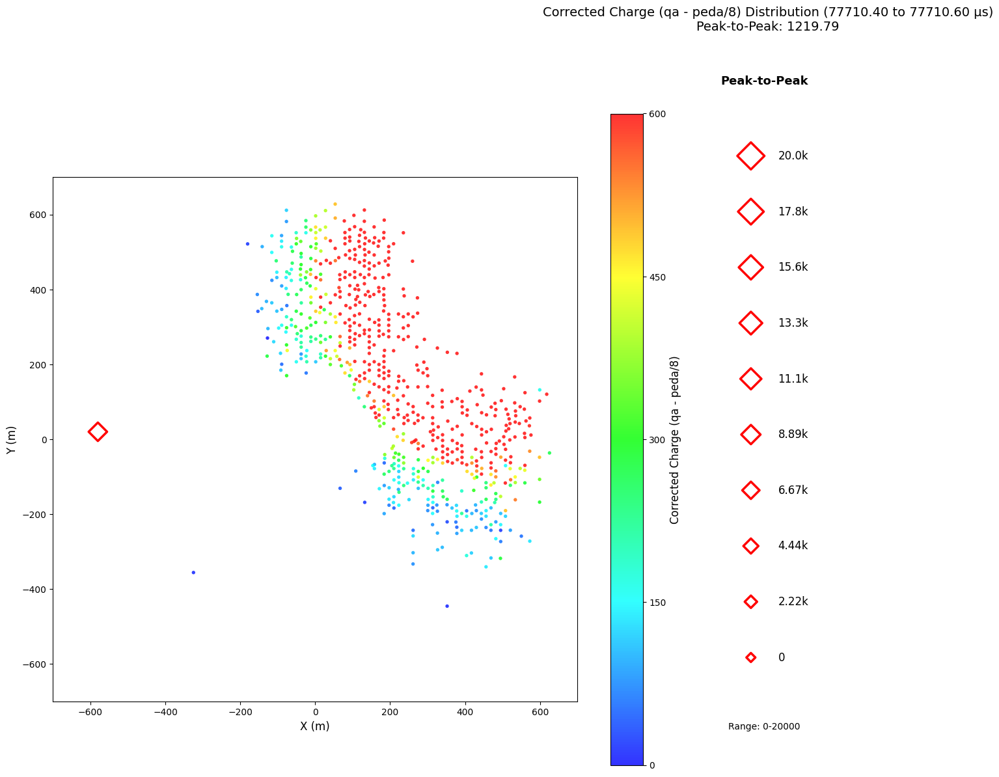 Corrected Charge (qa - peda/8) Distribution (77710.40 to 77710.60 µs)
Peak-to-Peak: 1219.79
Peak-to-Peak
20.0k
17.8k
15.6k
13.3k
11.1k
8.89k
6.67k
4.44k
2.22k
0
Range: 0-20000
600
450
300
150
0
Corrected Charge (qa - peda/8)
Y (m)
600
400
200
0
−200
−400
−600
−600
−400
−200
0
200
400
600
X (m)